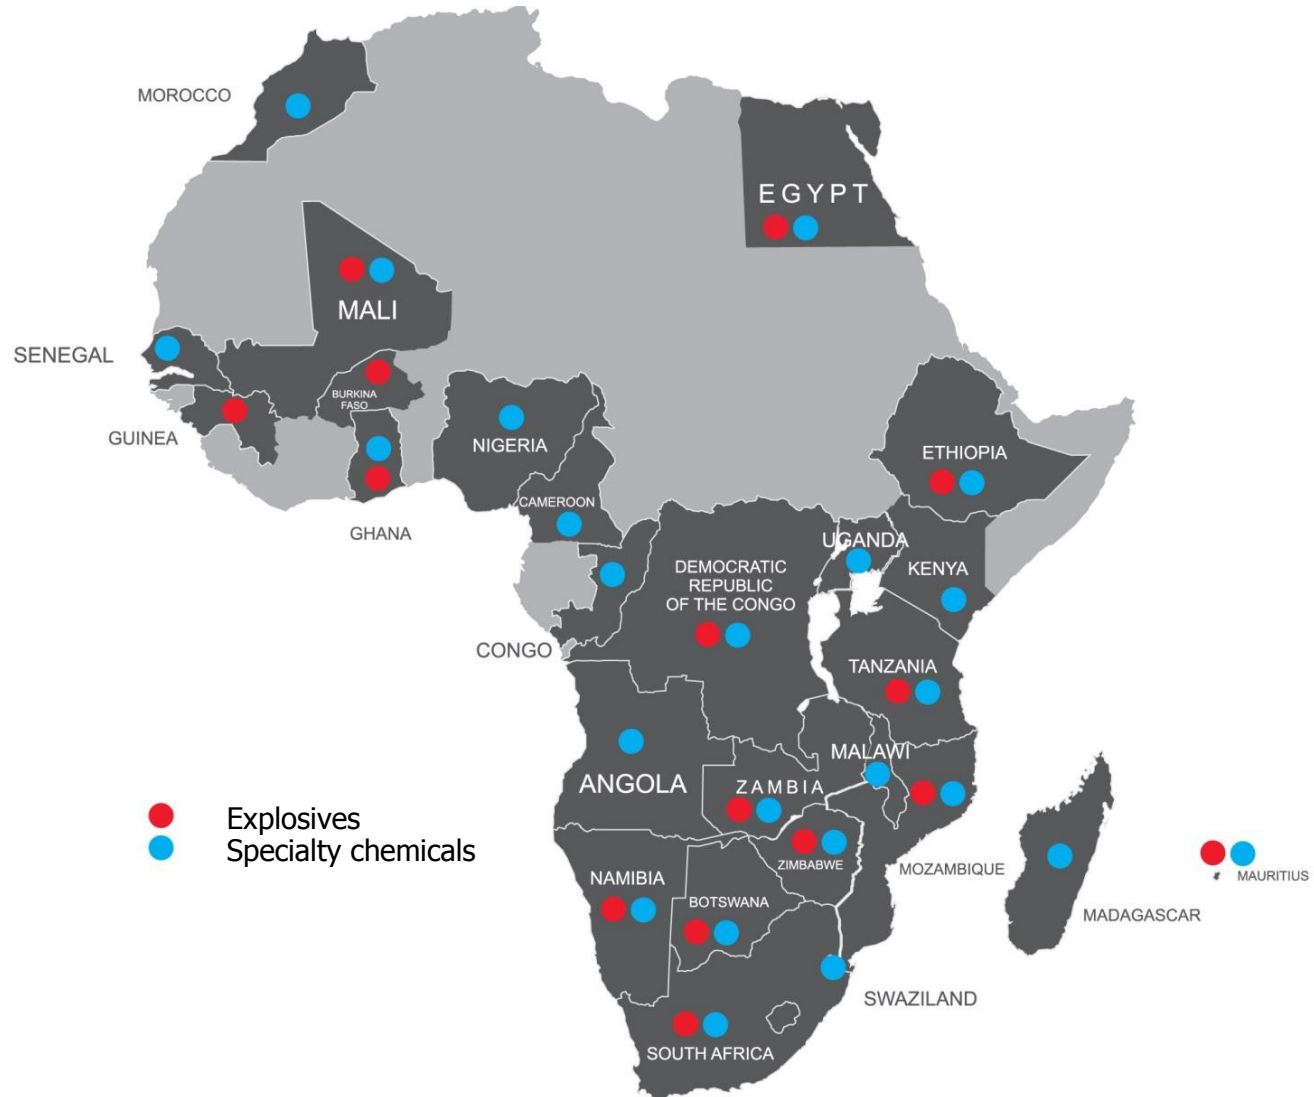 MOROCCO
EGYPT
MALI
SENEGAL
BURKINA
FASO
GUINEA
NIGERIA
ETHIOPIA
CAMEROON
GHANA
UGANDA
DEMOCRATIC
REPUBLIC
OF THE CONGO
KENYA
CONGO
TANZANIA
MALAWI
ANGOLA
ZAMBIA
Explosives
Specialty chemicals
ZIMBABWE
MOZAMBIQUE
MAURITIUS
NAMIBIA
BOTSWANA
MADAGASCAR
SWAZILAND
SOUTH AFRICA